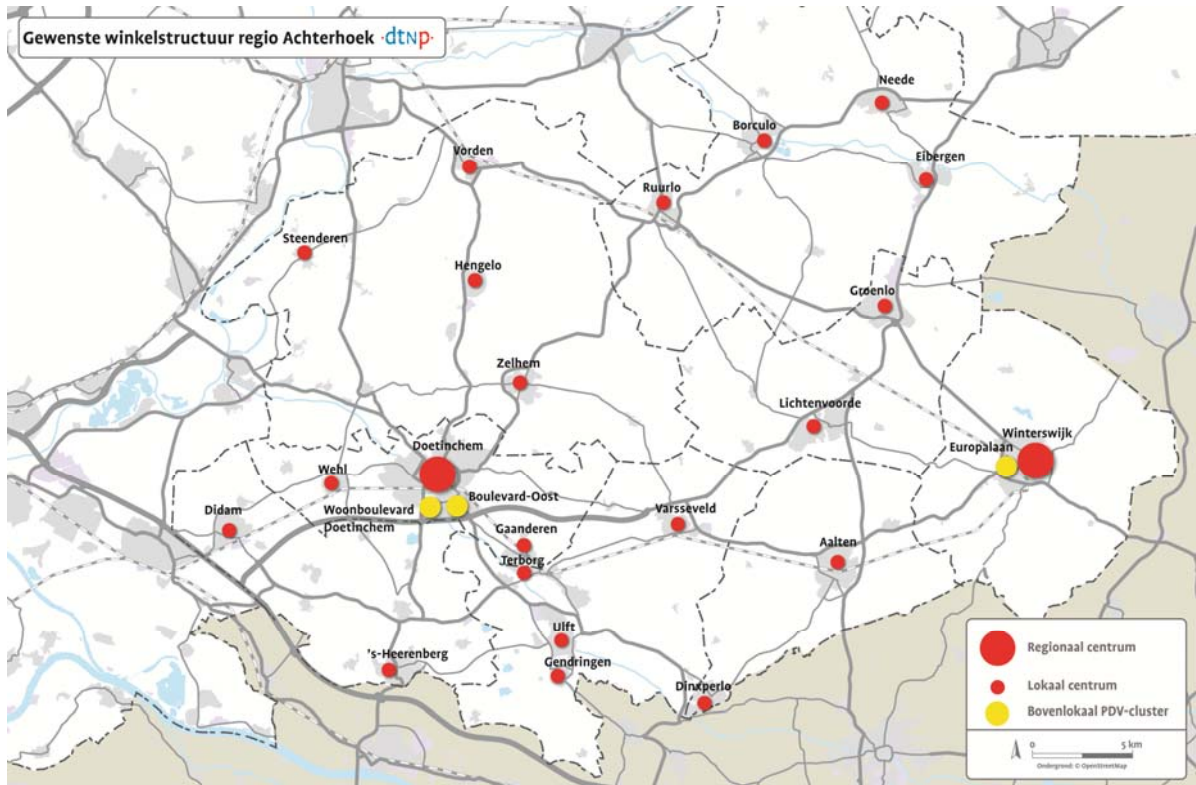 Gewenste winkelstructuur regio Achterhoek ·dtnp·
Neede
Borculo
Vorden
Eibergen
Ruurlo
Steenderen
Hengelo
Groenlo
Zelhem
Lichtenvoorde
Doetinchem
Winterswijk
Europalaan
Wehl
Boulevard-Oost
Woonboulevard
Doetinchem
Didam
Varsseveld
Gaanderen
Aalten
Terborg
Ulft
's-Heerenberg
Gendringen
Dinxperlo
Regionaal centrum
Lokaal centrum
Bovenlokaal PDV-cluster
0 5 km
Ondergrond: © OpenStreetMap